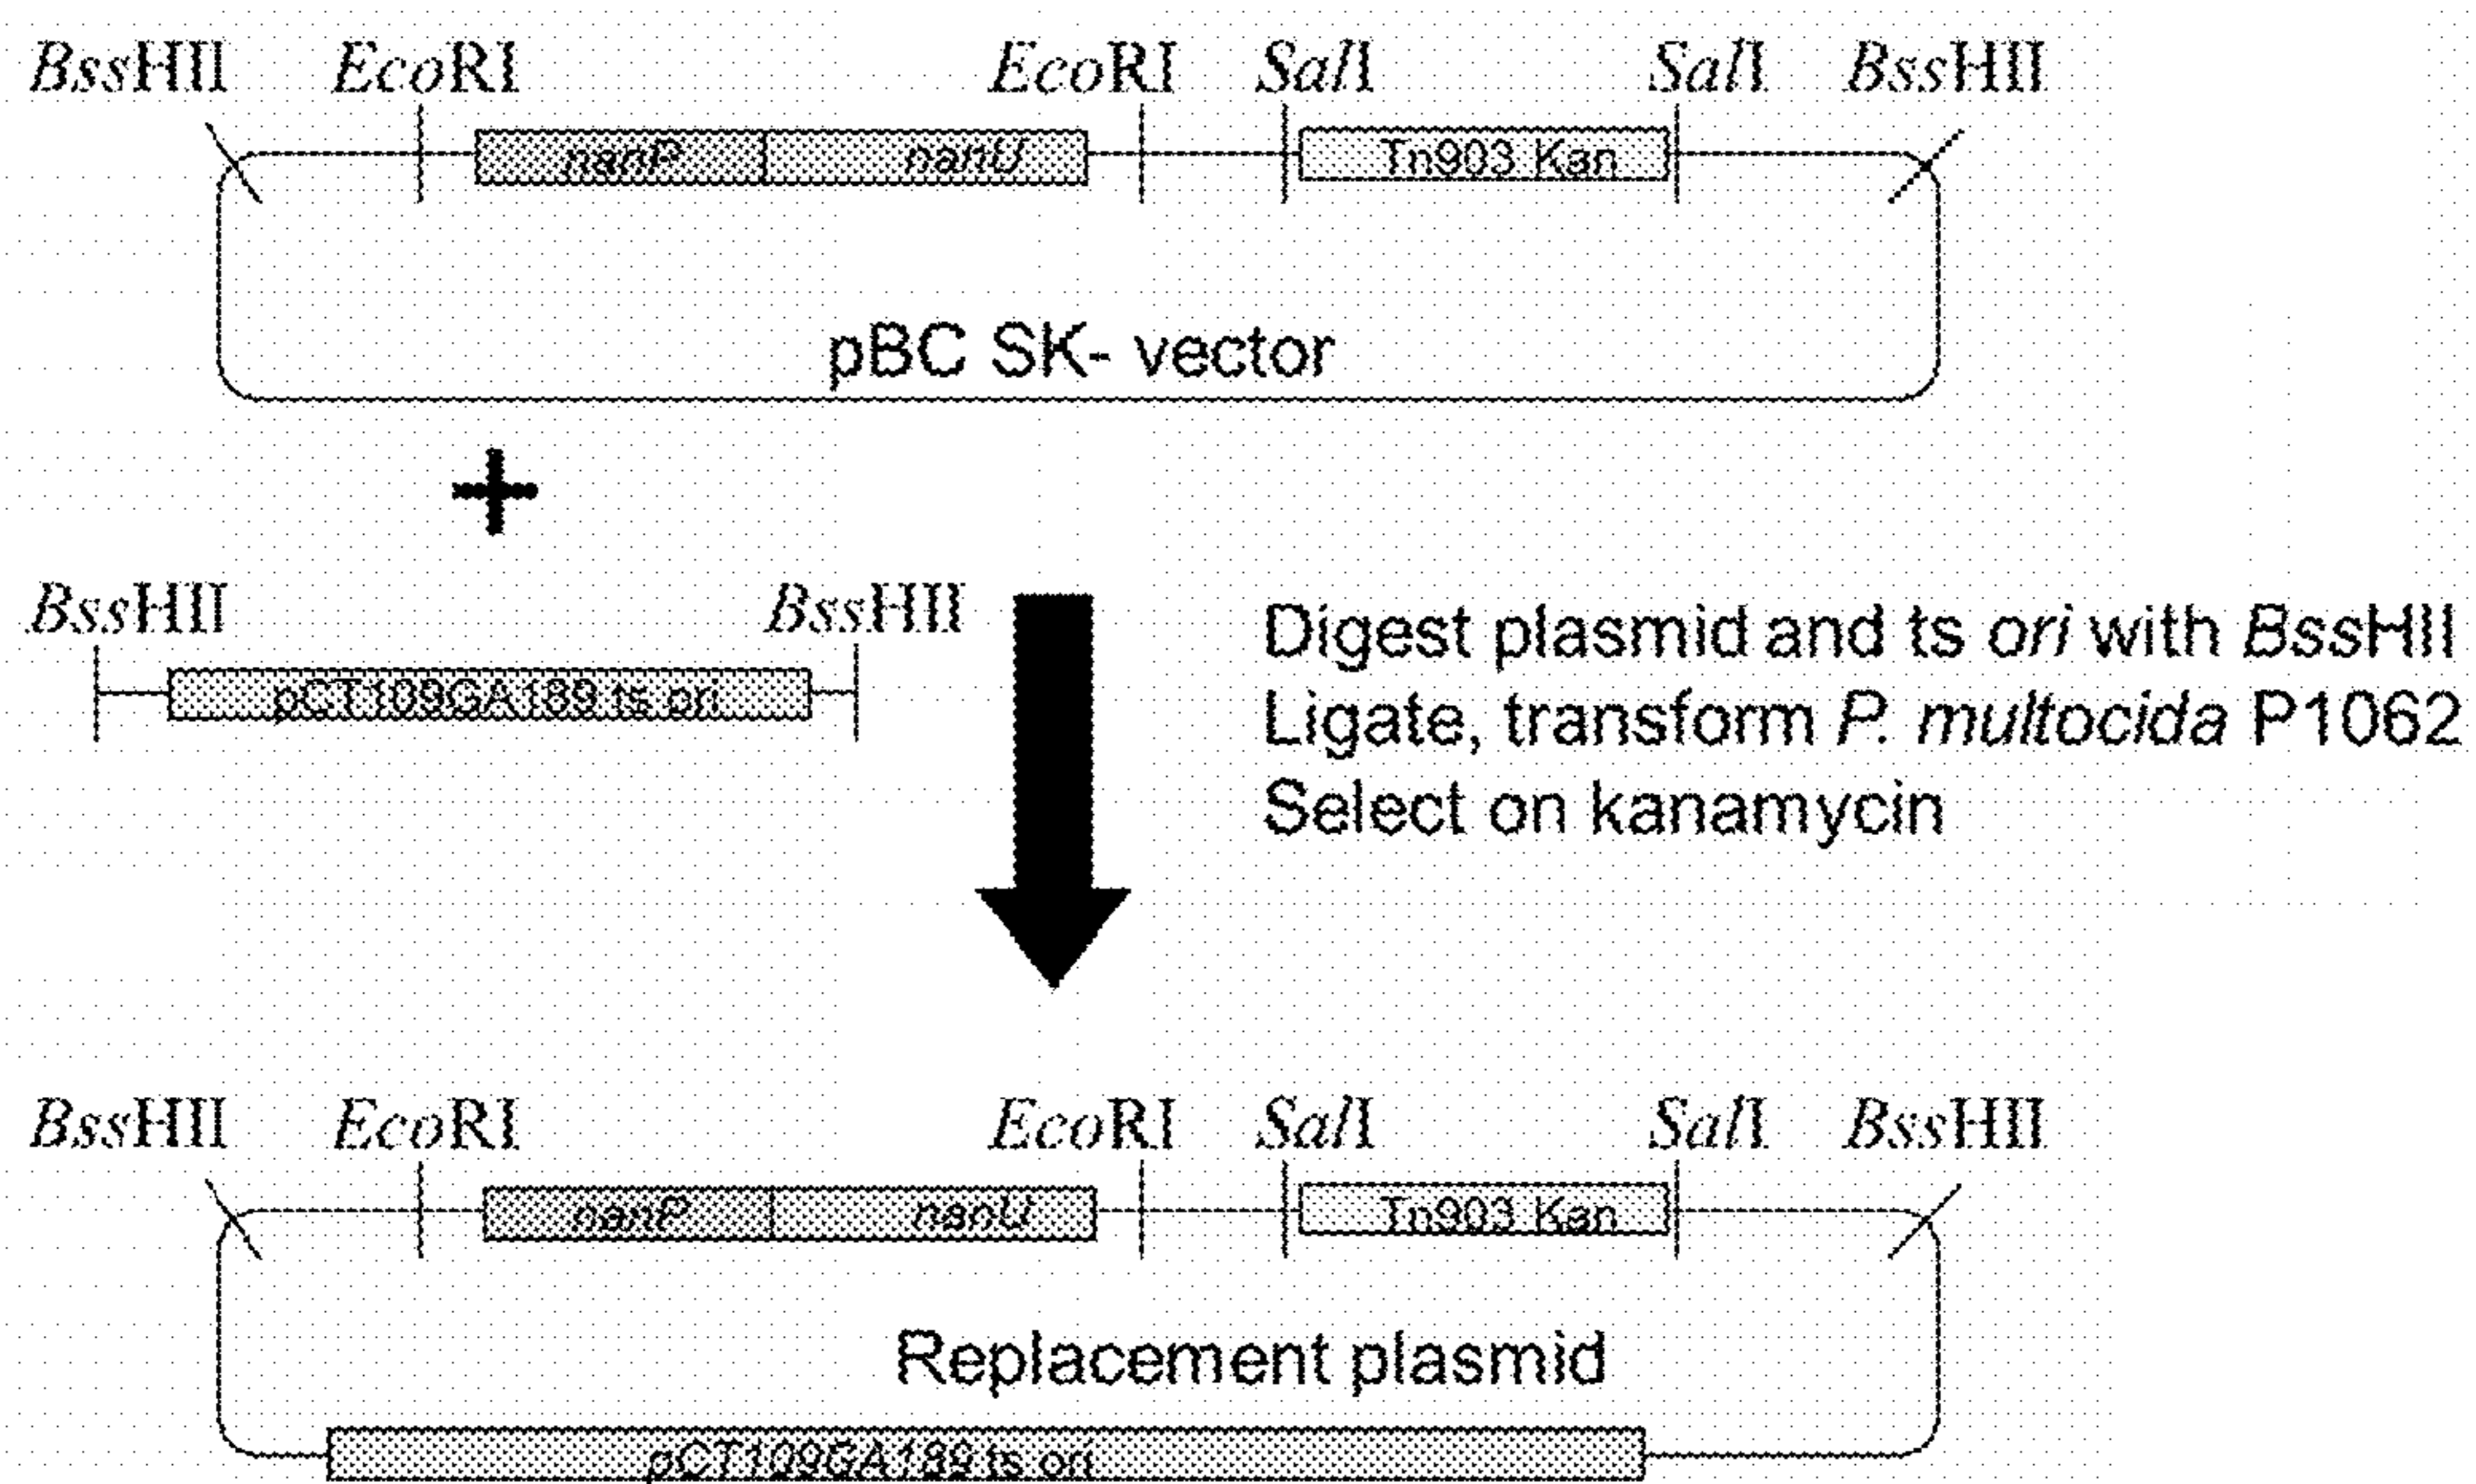 BssHII EcoRI EcoRI SalI SalI BssHII
nanP nanU Tn903 Kan
pBC SK- vector
+
BssHII BssHII
pCT109GA189 ts ori
Digest plasmid and ts ori with BssHII
Ligate, transform P. multocida P1062
Select on kanamycin
BssHII EcoRI EcoRI SalI SalI BssHII
nanP nanU Tn903 Kan
Replacement plasmid
pCT109GA189 ts ori